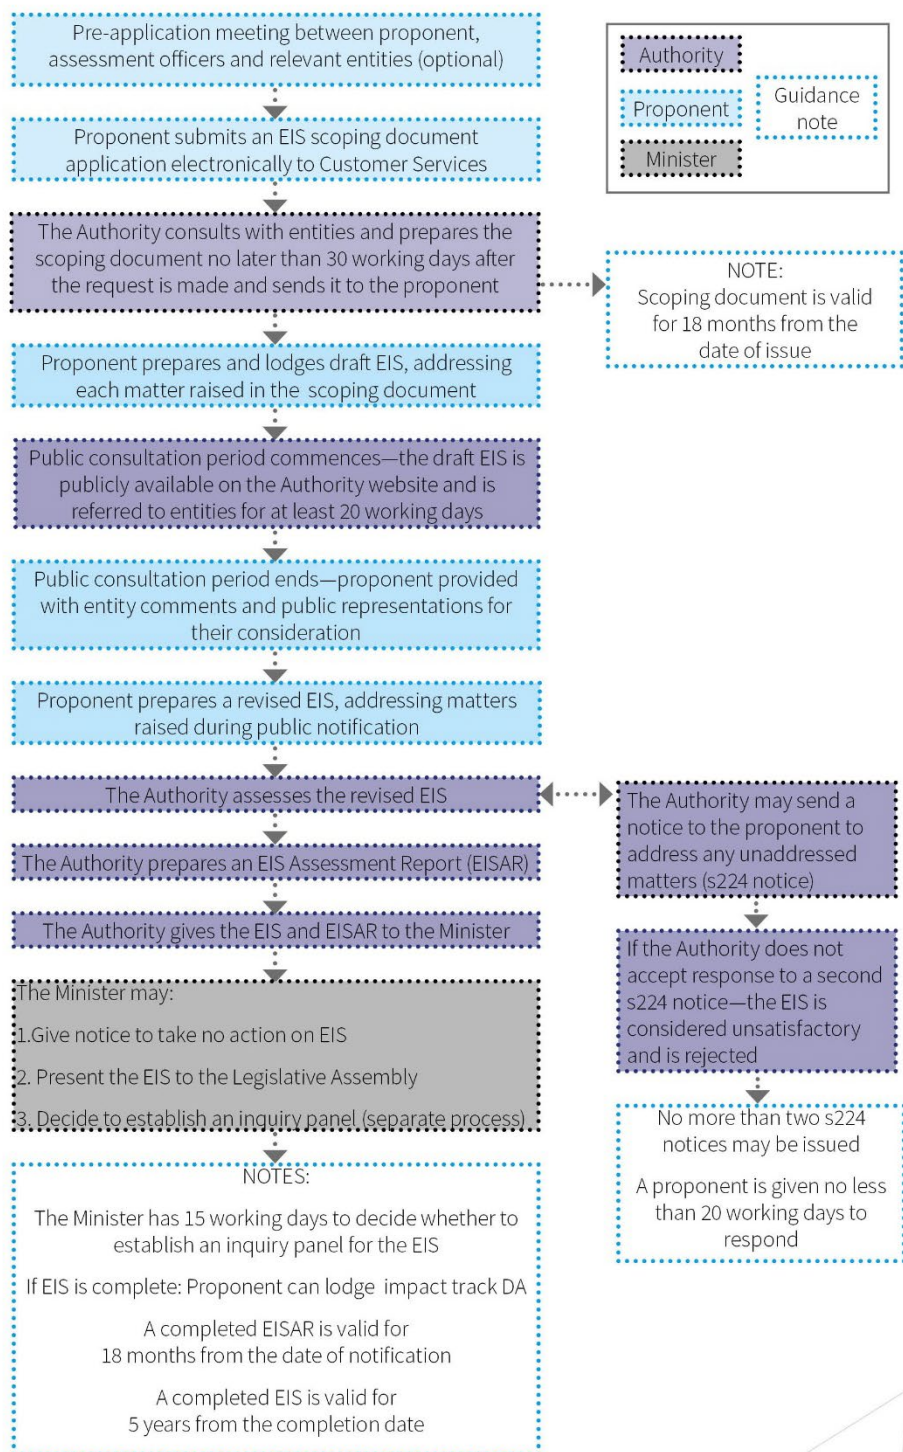 Pre-application meeting between proponent,
assessment officers and relevant entities (optional)
Authority
Proponent
Minister
Guidance
note
Proponent submits an EIS scoping document
application electronically to Customer Services
The Authority consults with entities and prepares the
scoping document no later than 30 working days after
the request is made and sends it to the proponent
NOTE:
Scoping document is valid
for 18 months from the
date of issue
Proponent prepares and lodges draft EIS, addressing
each matter raised in the scoping document
Public consultation period commences—the draft EIS is
publicly available on the Authority website and is
referred to entities for at least 20 working days
Public consultation period ends—proponent provided
with entity comments and public representations for
their consideration
Proponent prepares a revised EIS, addressing matters
raised during public notification
The Authority assesses the revised EIS
The Authority prepares an EIS Assessment Report (EISAR)
The Authority gives the EIS and EISAR to the Minister
The Minister may:
1.Give notice to take no action on EIS
2. Present the EIS to the Legislative Assembly
3. Decide to establish an inquiry panel (separate process)
NOTES:
The Minister has 15 working days to decide whether to
establish an inquiry panel for the EIS
If EIS is complete: Proponent can lodge impact track DA
A completed EISAR is valid for
18 months from the date of notification
A completed EIS is valid for
5 years from the completion date
The Authority may send a
notice to the proponent to
address any unaddressed
matters (s224 notice)
If the Authority does not
accept response to a second
s224 notice—the EIS is
considered unsatisfactory
and is rejected
No more than two s224
notices may be issued
A proponent is given no less
than 20 working days to
respond